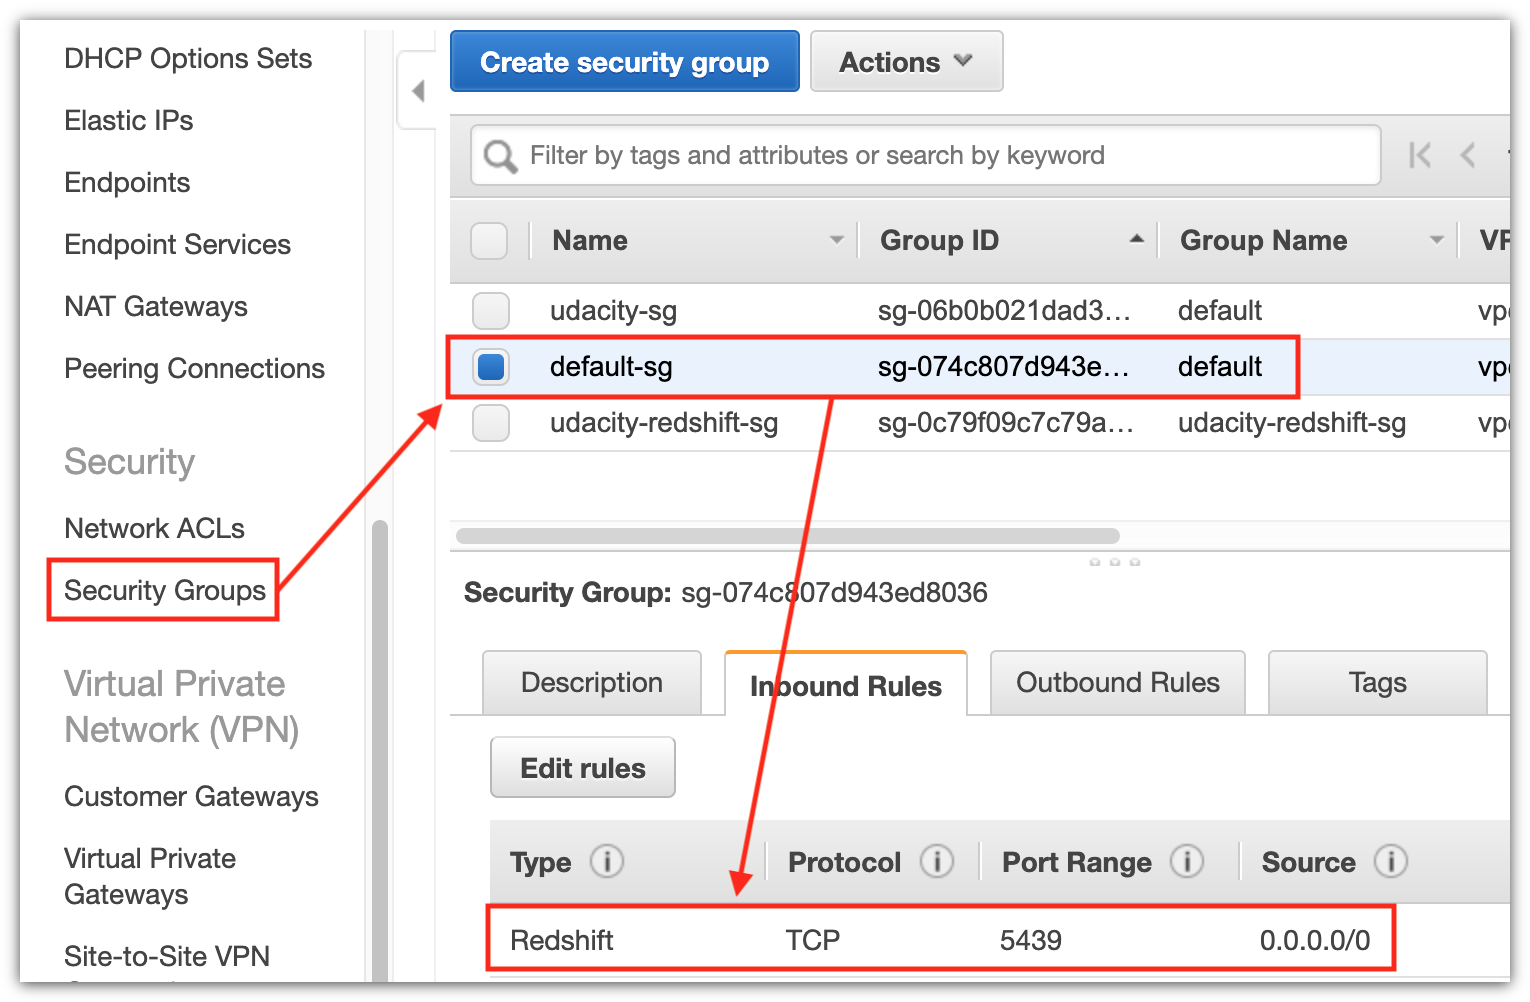 DHCP Options Sets
Elastic IPs
Endpoints
Endpoint Services
NAT Gateways
Peering Connections
Security
Network ACLs
Security Groups
Virtual Private
Network (VPN)
Customer Gateways
Virtual Private
Gateways
Site-to-Site VPN
Create security group Actions
Filter by tags and attributes or search by keyword
Name Group ID Group Name
udacity-sg sg-06b0b021dad3... default
default-sg sg-074c807d943e... default
udacity-redshift-sg sg-0c79f09c7c79a... udacity-redshift-sg
Security Group: sg-074c807d943ed8036
Description Inbound Rules Outbound Rules Tags
Edit rules
Type Protocol Port Range Source
Redshift TCP 5439 0.0.0.0/0